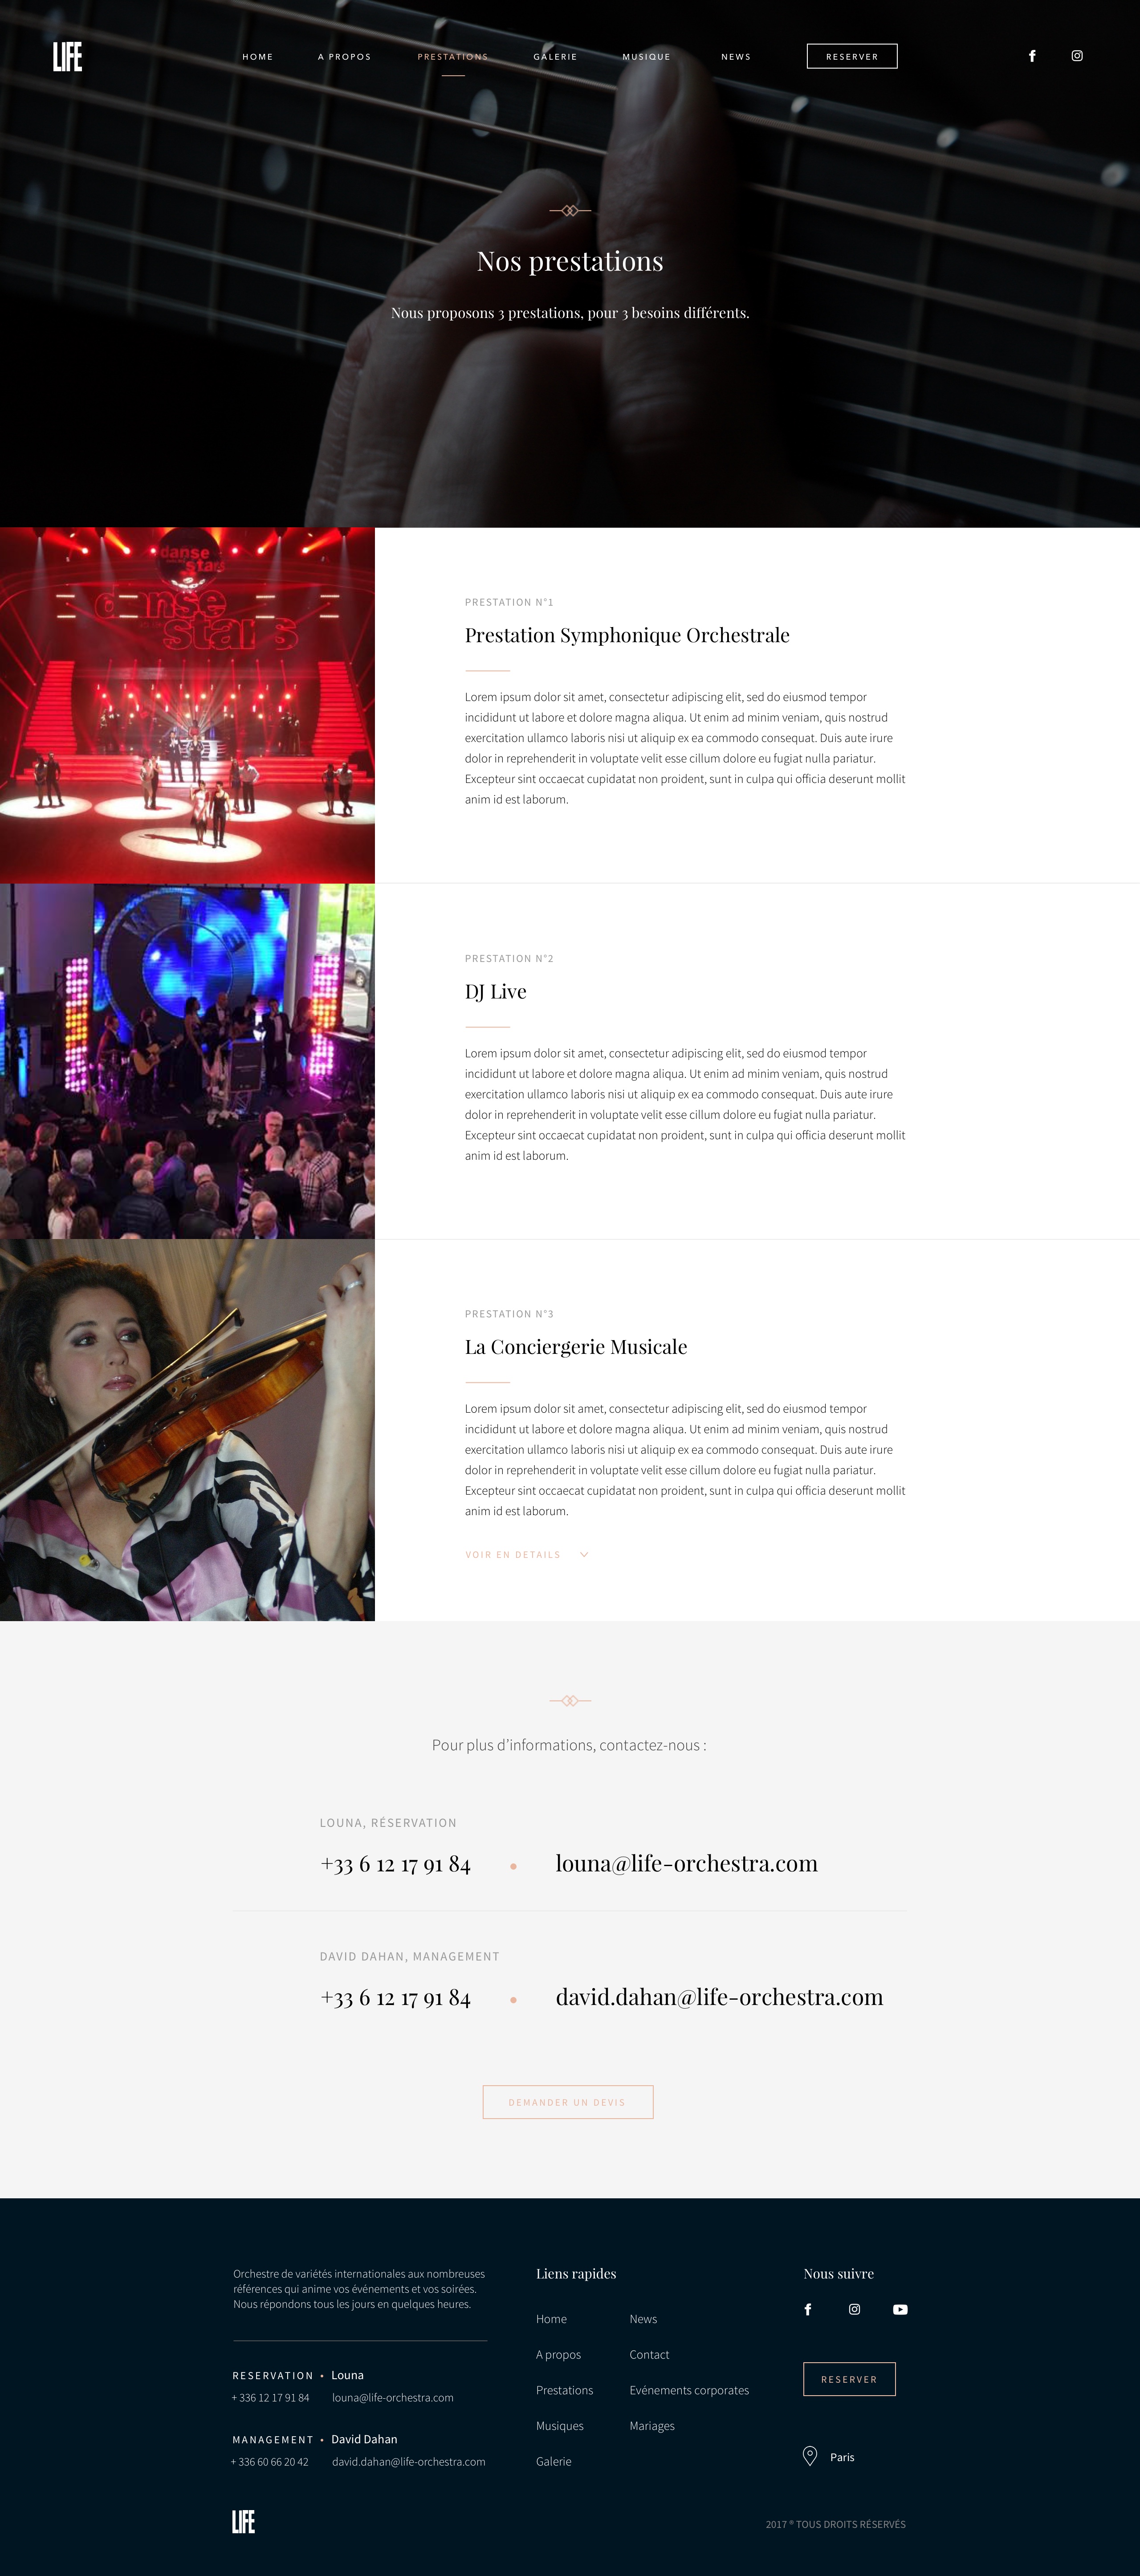 LIFE
HOME
A PROPOS
PRESTATIONS
GALERIE
MUSIQUE
NEWS
RESERVER
Nos prestations
Nous proposons 3 prestations, pour 3 besoins différents.
danse
stars
danse
stars
PRESTATION N°1
Prestation Symphonique Orchestrale
Lorem ipsum dolor sit amet, consectetur adipiscing elit, sed do eiusmod tempor
incididunt ut labore et dolore magna aliqua. Ut enim ad minim veniam, quis nostrud
exercitation ullamco laboris nisi ut aliquip ex ea commodo consequat. Duis aute irure
dolor in reprehenderit in voluptate velit esse cillum dolore eu fugiat nulla pariatur.
Excepteur sint occaecat cupidatat non proident, sunt in culpa qui officia deserunt mollit
anim id est laborum.
PRESTATION N°2
DJ Live
Lorem ipsum dolor sit amet, consectetur adipiscing elit, sed do eiusmod tempor
incididunt ut labore et dolore magna aliqua. Ut enim ad minim veniam, quis nostrud
exercitation ullamco laboris nisi ut aliquip ex ea commodo consequat. Duis aute irure
dolor in reprehenderit in voluptate velit esse cillum dolore eu fugiat nulla pariatur.
Excepteur sint occaecat cupidatat non proident, sunt in culpa qui officia deserunt mollit
anim id est laborum.
PRESTATION N°3
La Conciergerie Musicale
Lorem ipsum dolor sit amet, consectetur adipiscing elit, sed do eiusmod tempor
incididunt ut labore et dolore magna aliqua. Ut enim ad minim veniam, quis nostrud
exercitation ullamco laboris nisi ut aliquip ex ea commodo consequat. Duis aute irure
dolor in reprehenderit in voluptate velit esse cillum dolore eu fugiat nulla pariatur.
Excepteur sint occaecat cupidatat non proident, sunt in culpa qui officia deserunt mollit
anim id est laborum.
VOIR EN DETAILS
Pour plus d’informations, contactez-nous :
LOUNA, RÉSERVATION
+33 6 12 17 91 84 • louna@life-orchestra.com
DAVID DAHAN, MANAGEMENT
+33 6 12 17 91 84 • david.dahan@life-orchestra.com
DEMANDER UN DEVIS
Orchestre de variétés internationales aux nombreuses
références qui anime vos événements et vos soirées.
Nous répondons tous les jours en quelques heures.
RESERVATION • Louna
+ 336 12 17 91 84 louna@life-orchestra.com
MANAGEMENT • David Dahan
+ 336 60 66 20 42 david.dahan@life-orchestra.com
LIFE
Liens rapides
Home
A propos
Prestations
Musiques
Galerie
News
Contact
Evénements corporates
Mariages
Nous suivre
RESERVER
Paris
2017 ® TOUS DROITS RÉSERVÉS